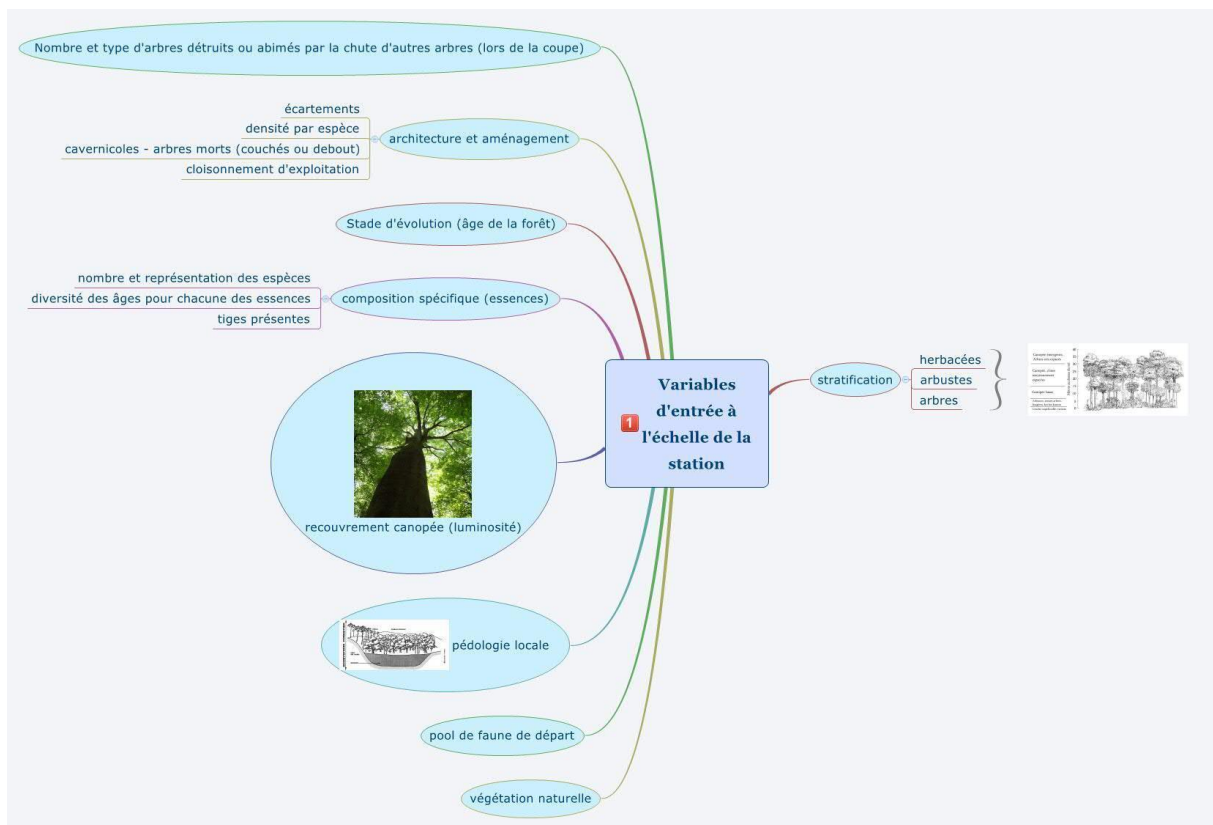 Nombre et type d'arbres détruits ou abimés par la chute d'autres arbres (lors de la coupe)
écartements
densité par espèce
cavernicoles - arbres morts (couchés ou debout)
cloisonnement d'exploitation
architecture et aménagement
Stade d'évolution (âge de la forêt)
nombre et représentation des espèces
diversité des âges pour chacune des essences
tiges présentes
composition spécifique (essences)
recouvrement canopée (luminosité)
pédologie locale
pool de faune de départ
végétation naturelle
1
Variables
d'entrée à
l'échelle de la
station
stratification
herbacées
arbustes
arbres